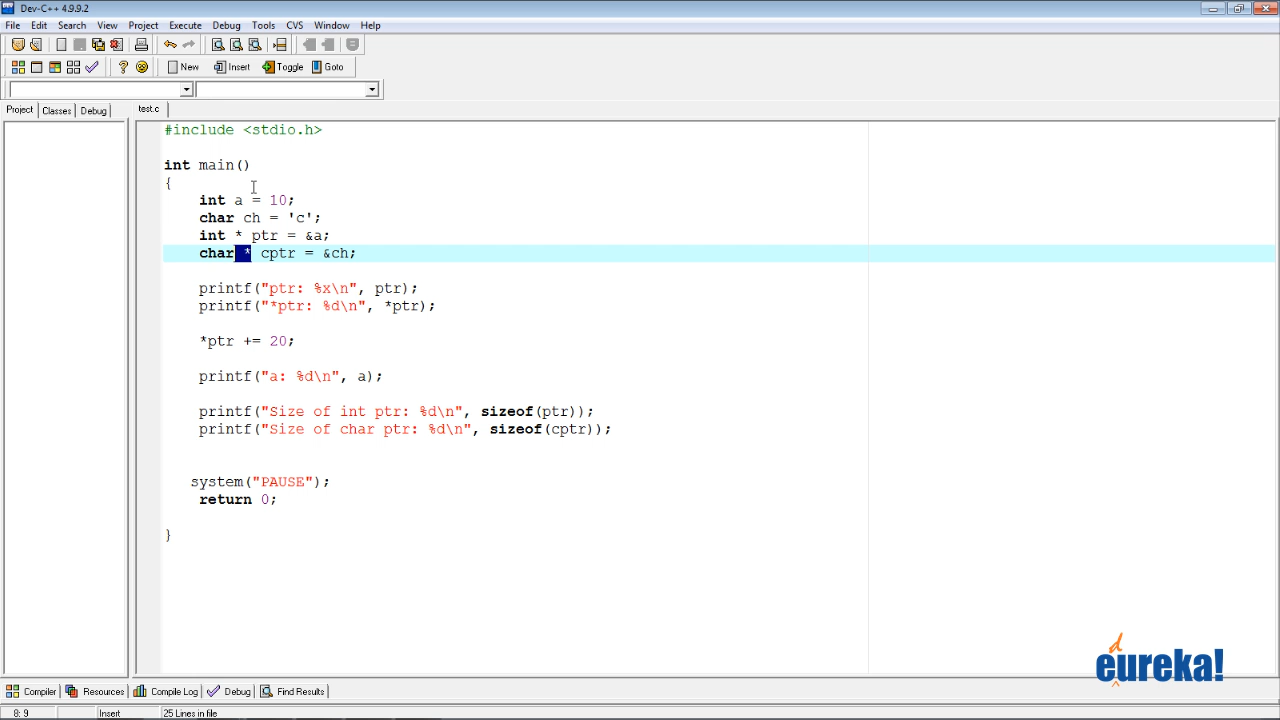 Dev-C++ 4.9.9.2
File Edit Search View Project Execute Debug Tools CVS Window Help
New Insert Toggle Goto
Project Classes Debug test.c
#include <stdio.h>
int main()
{
int a = 10;
char ch = 'c';
int * ptr = &a;
char * cptr = &ch;
printf("ptr: %x\n", ptr);
printf("*ptr: %d\n", *ptr);
*ptr += 20;
printf("a: %d\n", a);
printf("Size of int ptr: %d\n", sizeof(ptr));
printf("Size of char ptr: %d\n", sizeof(cptr));
system("PAUSE");
return 0;
}
edureka!
Compiler Resources Compile Log Debug Find Results
8: 9 Insert 25 Lines in file